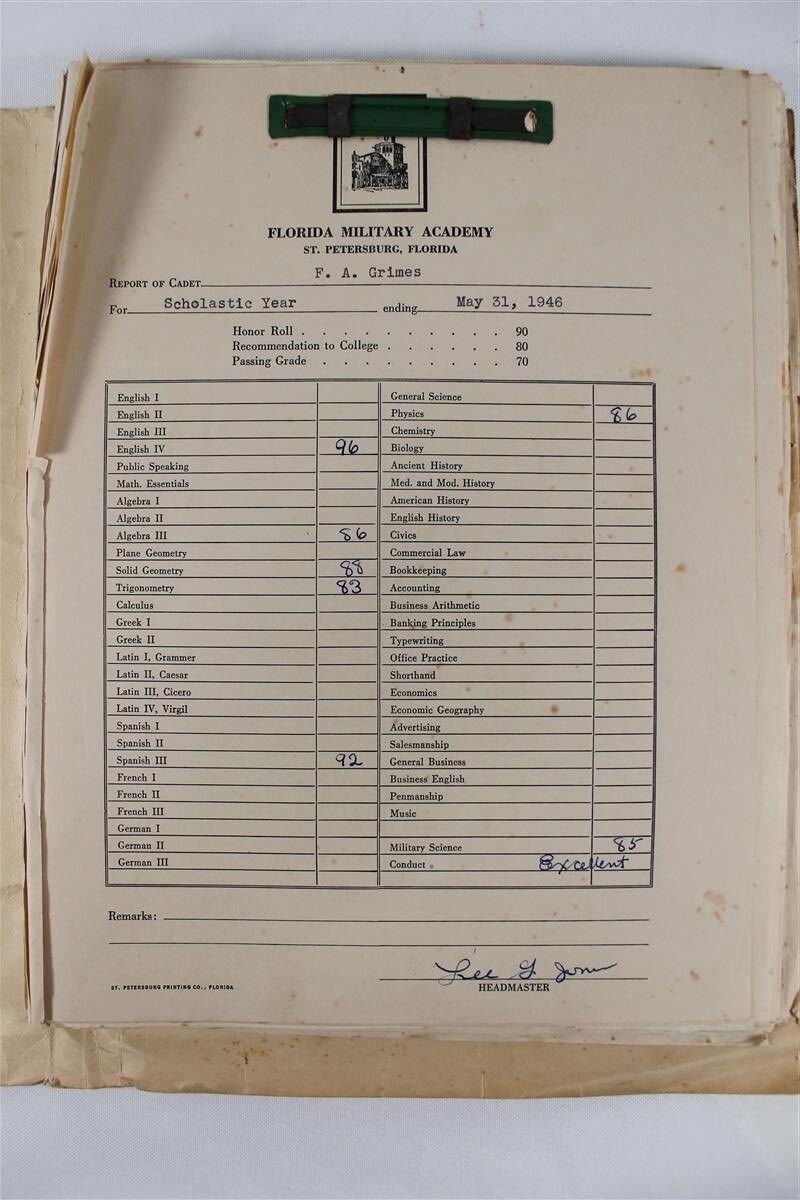 FLORIDA MILITARY ACADEMY
ST. PETERSBURG, FLORIDA
REPORT OF CADET F. A. Grimes
For Scholastic Year ending May 31, 1946
Honor Roll . . . . . . . . . . 90
Recommendation to College . . . . . . 80
Passing Grade . . . . . . . . . 70
English I General Science
English II Physics 86
English III Chemistry
English IV 96 Biology
Public Speaking Ancient History
Math. Essentials Med. and Mod. History
Algebra I American History
Algebra II English History
Algebra III 86 Civics
Plane Geometry Commercial Law
Solid Geometry 88 Bookkeeping
Trigonometry 83 Accounting
Calculus Business Arithmetic
Greek I Banking Principles
Greek II Typewriting
Latin I, Grammer Office Practice
Latin II, Caesar Shorthand
Latin III, Cicero Economics
Latin IV, Virgil Economic Geography
Spanish I Advertising
Spanish II Salesmanship
Spanish III 92 General Business
French I Business English
French II Penmanship
French III Music
German I
German II Military Science 85
German III Conduct Excellent
Remarks:
Lee G. Jones
ST. PETERSBURG PRINTING CO., FLORIDA HEADMASTER